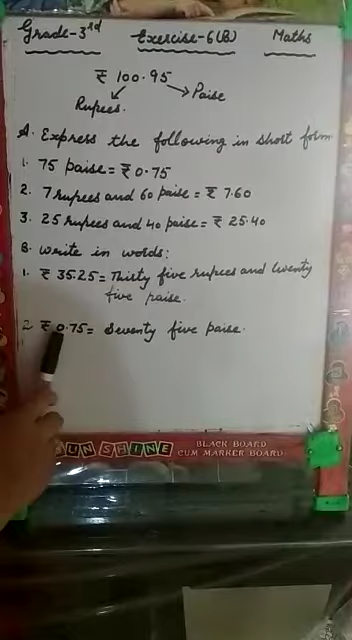 Grade-3rd Exercise-6(B) Maths
₹ 100.95
Rupees. Paise
A. Express the following in short form.
1. 75 paise = ₹ 0.75
2. 7 rupees and 60 paise = ₹ 7.60
3. 25 rupees and 40 paise = ₹ 25.40
B. Write in words:
1. ₹ 35.25 = Thirty five rupees and twenty
five paise.
2 ₹ 0.75 = Seventy five paise.
SUN SHINE BLACK BOARD
CUM MARKER BOARD